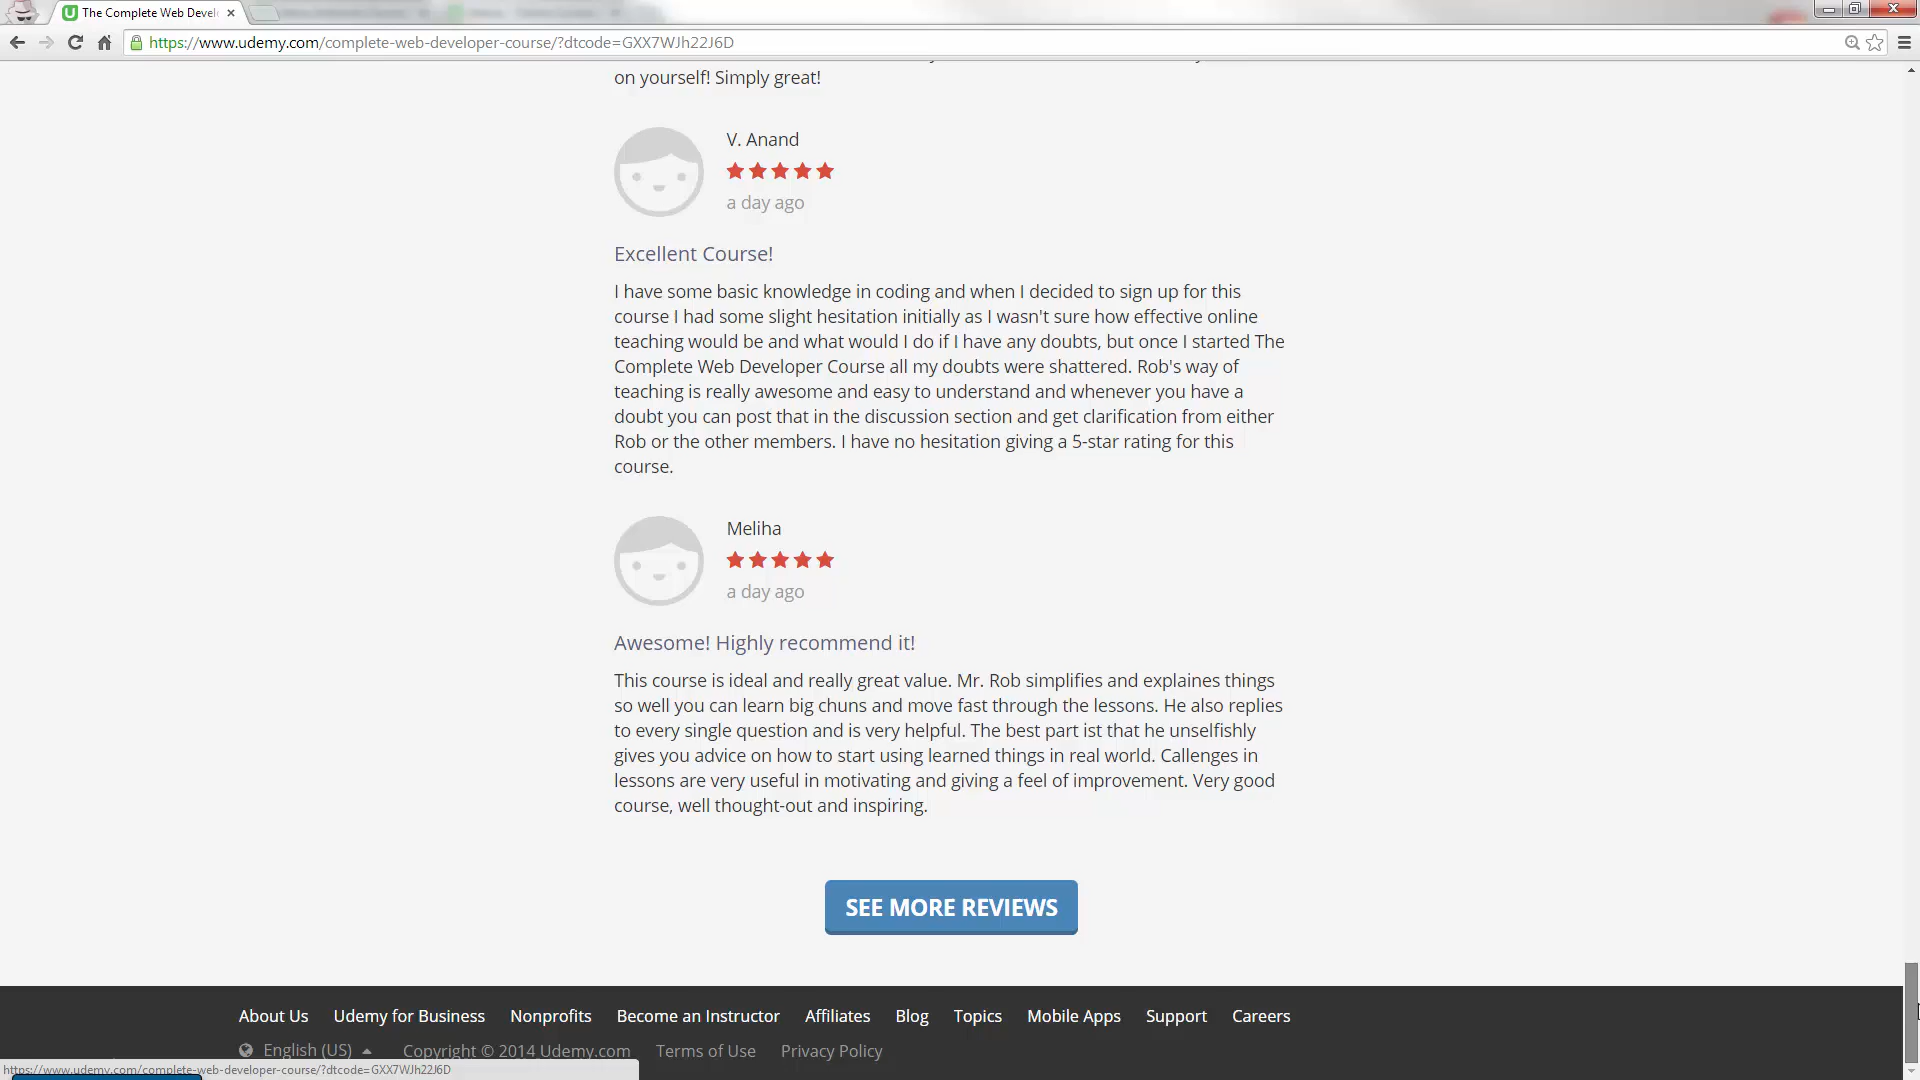 The Complete Web Devel
https://www.udemy.com/complete-web-developer-course/?dtcode=GXX7WJh22J6D
on yourself! Simply great!
V. Anand
a day ago
Excellent Course!
I have some basic knowledge in coding and when I decided to sign up for this
course I had some slight hesitation initially as I wasn't sure how effective online
teaching would be and what would I do if I have any doubts, but once I started The
Complete Web Developer Course all my doubts were shattered. Rob's way of
teaching is really awesome and easy to understand and whenever you have a
doubt you can post that in the discussion section and get clarification from either
Rob or the other members. I have no hesitation giving a 5-star rating for this
course.
Meliha
a day ago
Awesome! Highly recommend it!
This course is ideal and really great value. Mr. Rob simplifies and explaines things
so well you can learn big chuns and move fast through the lessons. He also replies
to every single question and is very helpful. The best part ist that he unselfishly
gives you advice on how to start using learned things in real world. Callenges in
lessons are very useful in motivating and giving a feel of improvement. Very good
course, well thought-out and inspiring.
SEE MORE REVIEWS
About Us Udemy for Business Nonprofits Become an Instructor Affiliates Blog Topics Mobile Apps Support Careers
English (US) Copyright © 2014 Udemy.com Terms of Use Privacy Policy
https://www.udemy.com/complete-web-developer-course/?dtcode=GXX7WJh22J6D